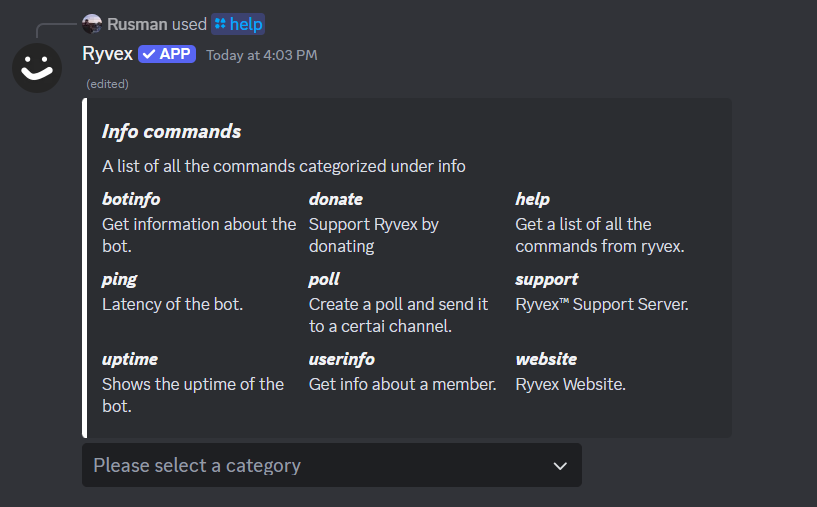 Rusman used help
Ryvex APP Today at 4:03 PM
(edited)
Info commands
A list of all the commands categorized under info
botinfo
Get information about the
bot.
donate
Support Ryvex by
donating
help
Get a list of all the
commands from ryvex.
ping
Latency of the bot.
poll
Create a poll and send it
to a certai channel.
support
Ryvex™ Support Server.
uptime
Shows the uptime of the
bot.
userinfo
Get info about a member.
website
Ryvex Website.
Please select a category